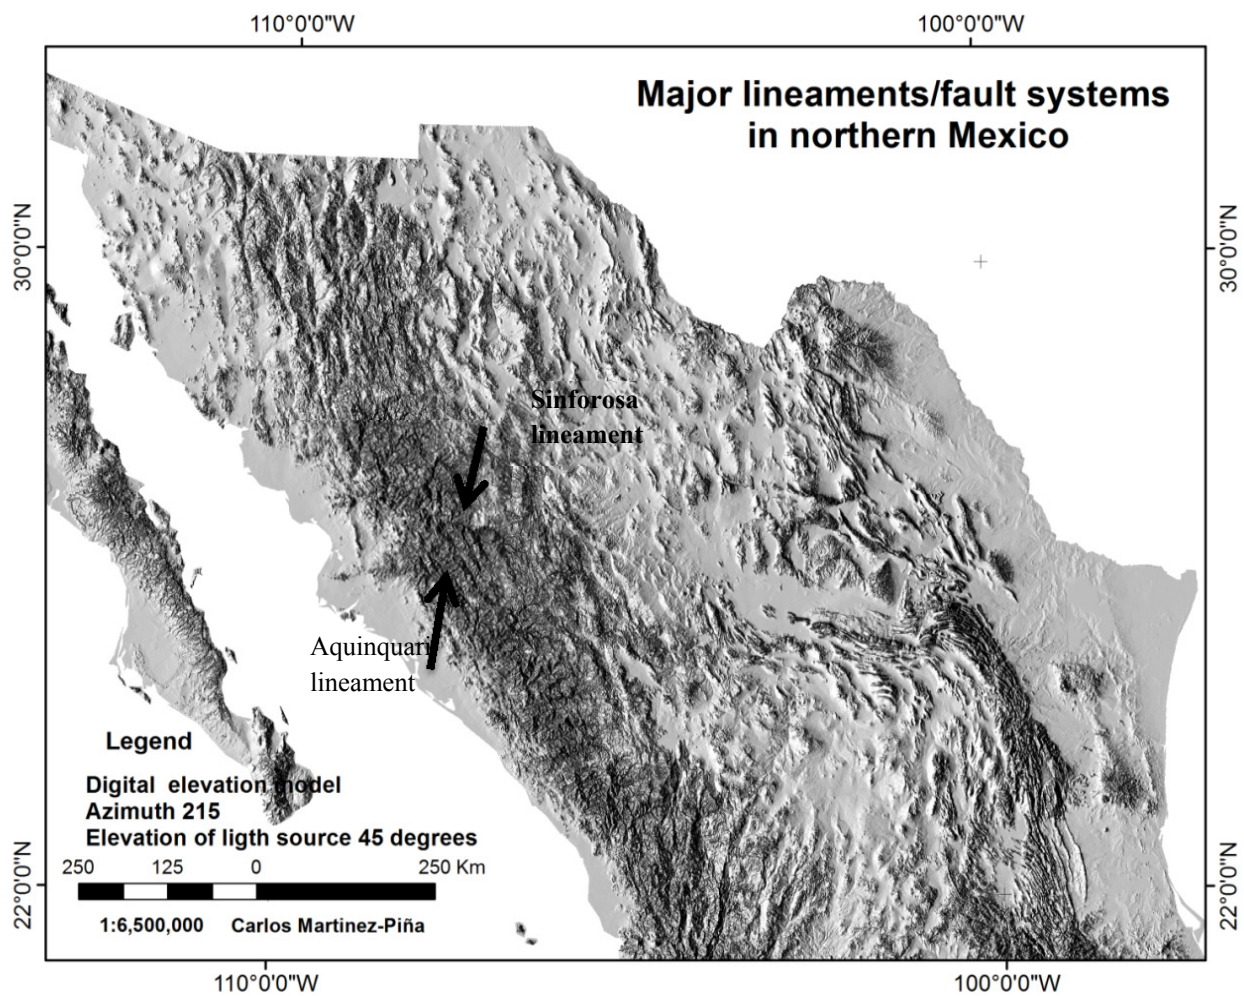 110°0'0"W
100°0'0"W
Major lineaments/fault systems
in northern Mexico
30°0'0"N
30°0'0"N
Sinforosa
lineament
Aquinquari
lineament
Legend
Digital elevation model
Azimuth 215
Elevation of ligth source 45 degrees
250 125 0 250 Km
1:6,500,000 Carlos Martinez-Piña
22°0'0"N
22°0'0"N
110°0'0"W
100°0'0"W